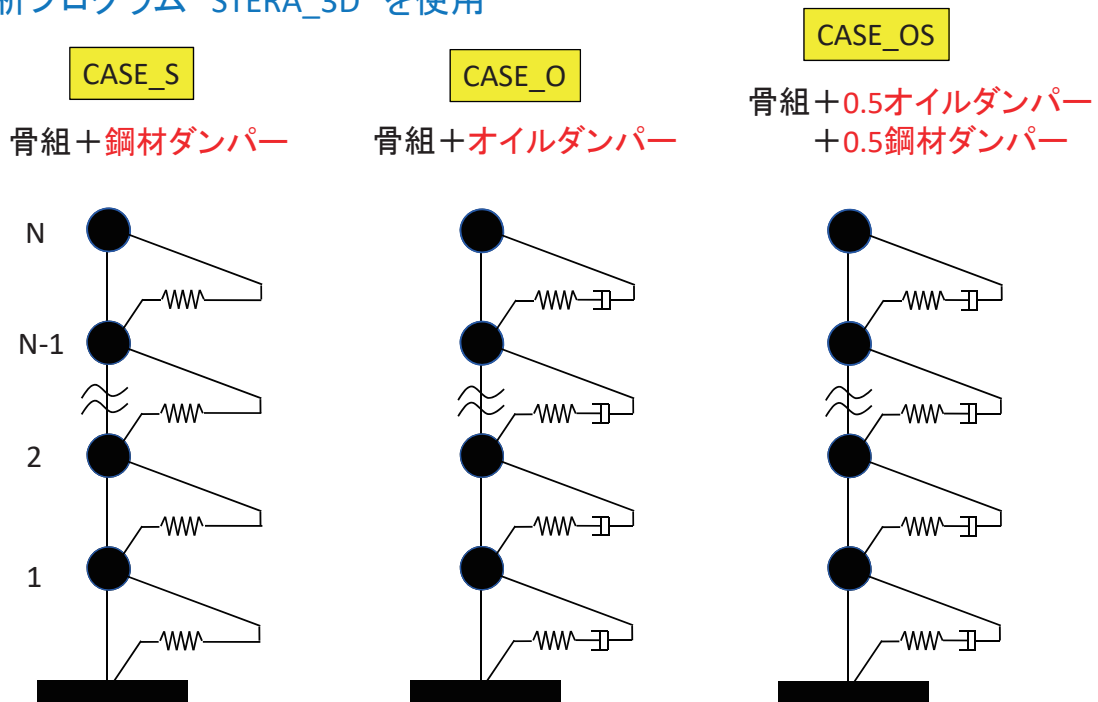 プログラム “STERA_3D” を使用
CASE_S
骨組＋鋼材ダンパー
CASE_O
骨組＋オイルダンパー
CASE_OS
骨組＋0.5オイルダンパー
＋0.5鋼材ダンパー
N
N-1
2
1